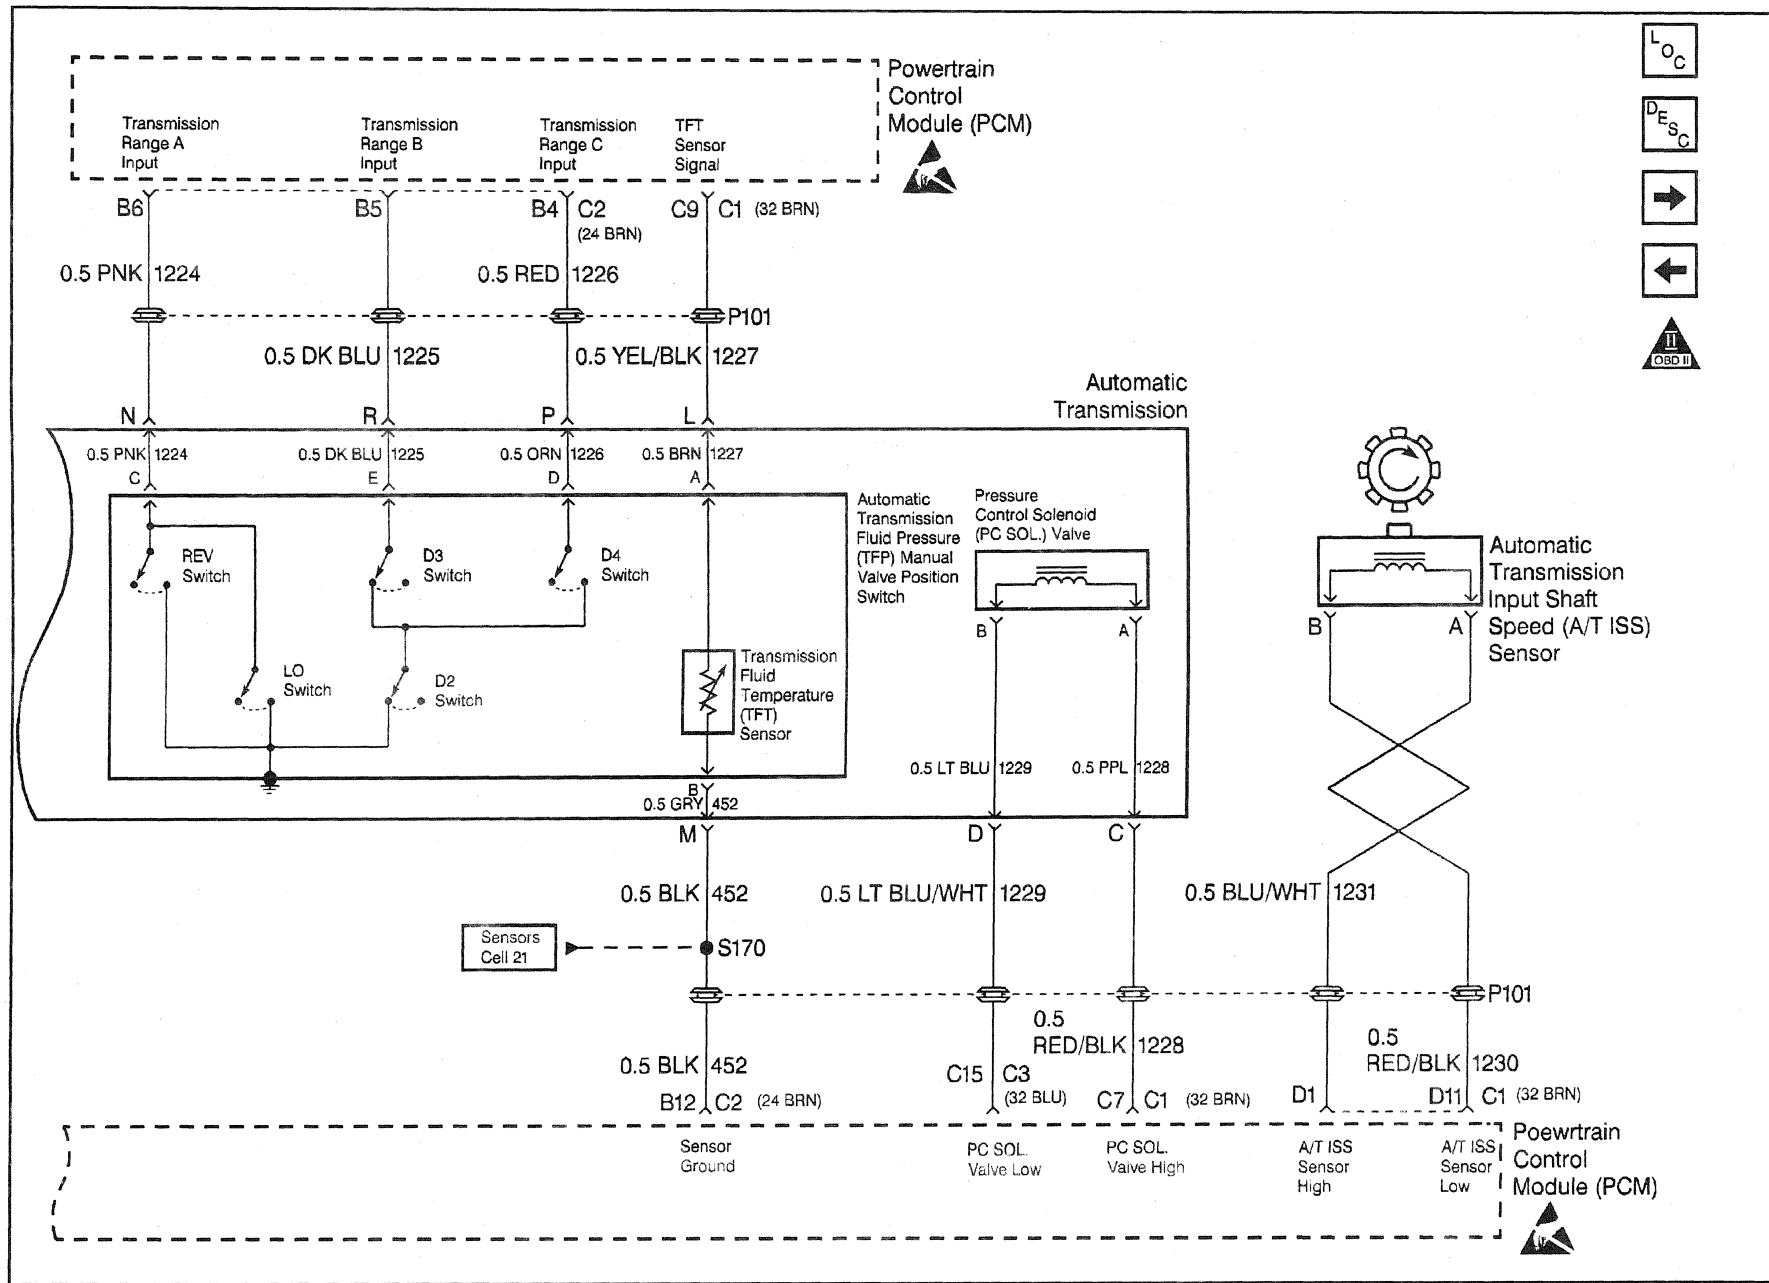 LOC
Powertrain
Control
Module (PCM)
Transmission
Range A
Input
Transmission
Range B
Input
Transmission
Range C
Input
TFT
Sensor
Signal
DESC
B6
B5
B4 C2
(24 BRN)
C9 C1 (32 BRN)
0.5 PNK 1224
0.5 RED 1226
P101
0.5 DK BLU 1225
0.5 YEL/BLK 1227
II
OBD II
Automatic
Transmission
N
R
P
L
0.5 PNK 1224
0.5 DK BLU 1225
0.5 ORN 1226
0.5 BRN 1227
C
E
D
A
Automatic
Transmission
Fluid Pressure
(TFP) Manual
Valve Position
Switch
Pressure
Control Solenoid
(PC SOL.) Valve
REV
Switch
D3
Switch
D4
Switch
Automatic
Transmission
Input Shaft
Speed (A/T ISS)
Sensor
B
A
B
A
LO
Switch
D2
Switch
Transmission
Fluid
Temperature
(TFT)
Sensor
0.5 LT BLU 1229
0.5 PPL 1228
B
0.5 GRY 452
M
D
C
0.5 BLK 452
0.5 LT BLU/WHT 1229
0.5 BLU/WHT 1231
Sensors
Cell 21
S170
P101
0.5
RED/BLK 1228
0.5
RED/BLK 1230
0.5 BLK 452
B12 C2 (24 BRN)
C15 C3
(32 BLU)
C7 C1 (32 BRN)
D1
D11 C1 (32 BRN)
Sensor
Ground
PC SOL.
Valve Low
PC SOL.
Valve High
A/T ISS
Sensor
High
A/T ISS
Sensor
Low
Poewrtrain
Control
Module (PCM)